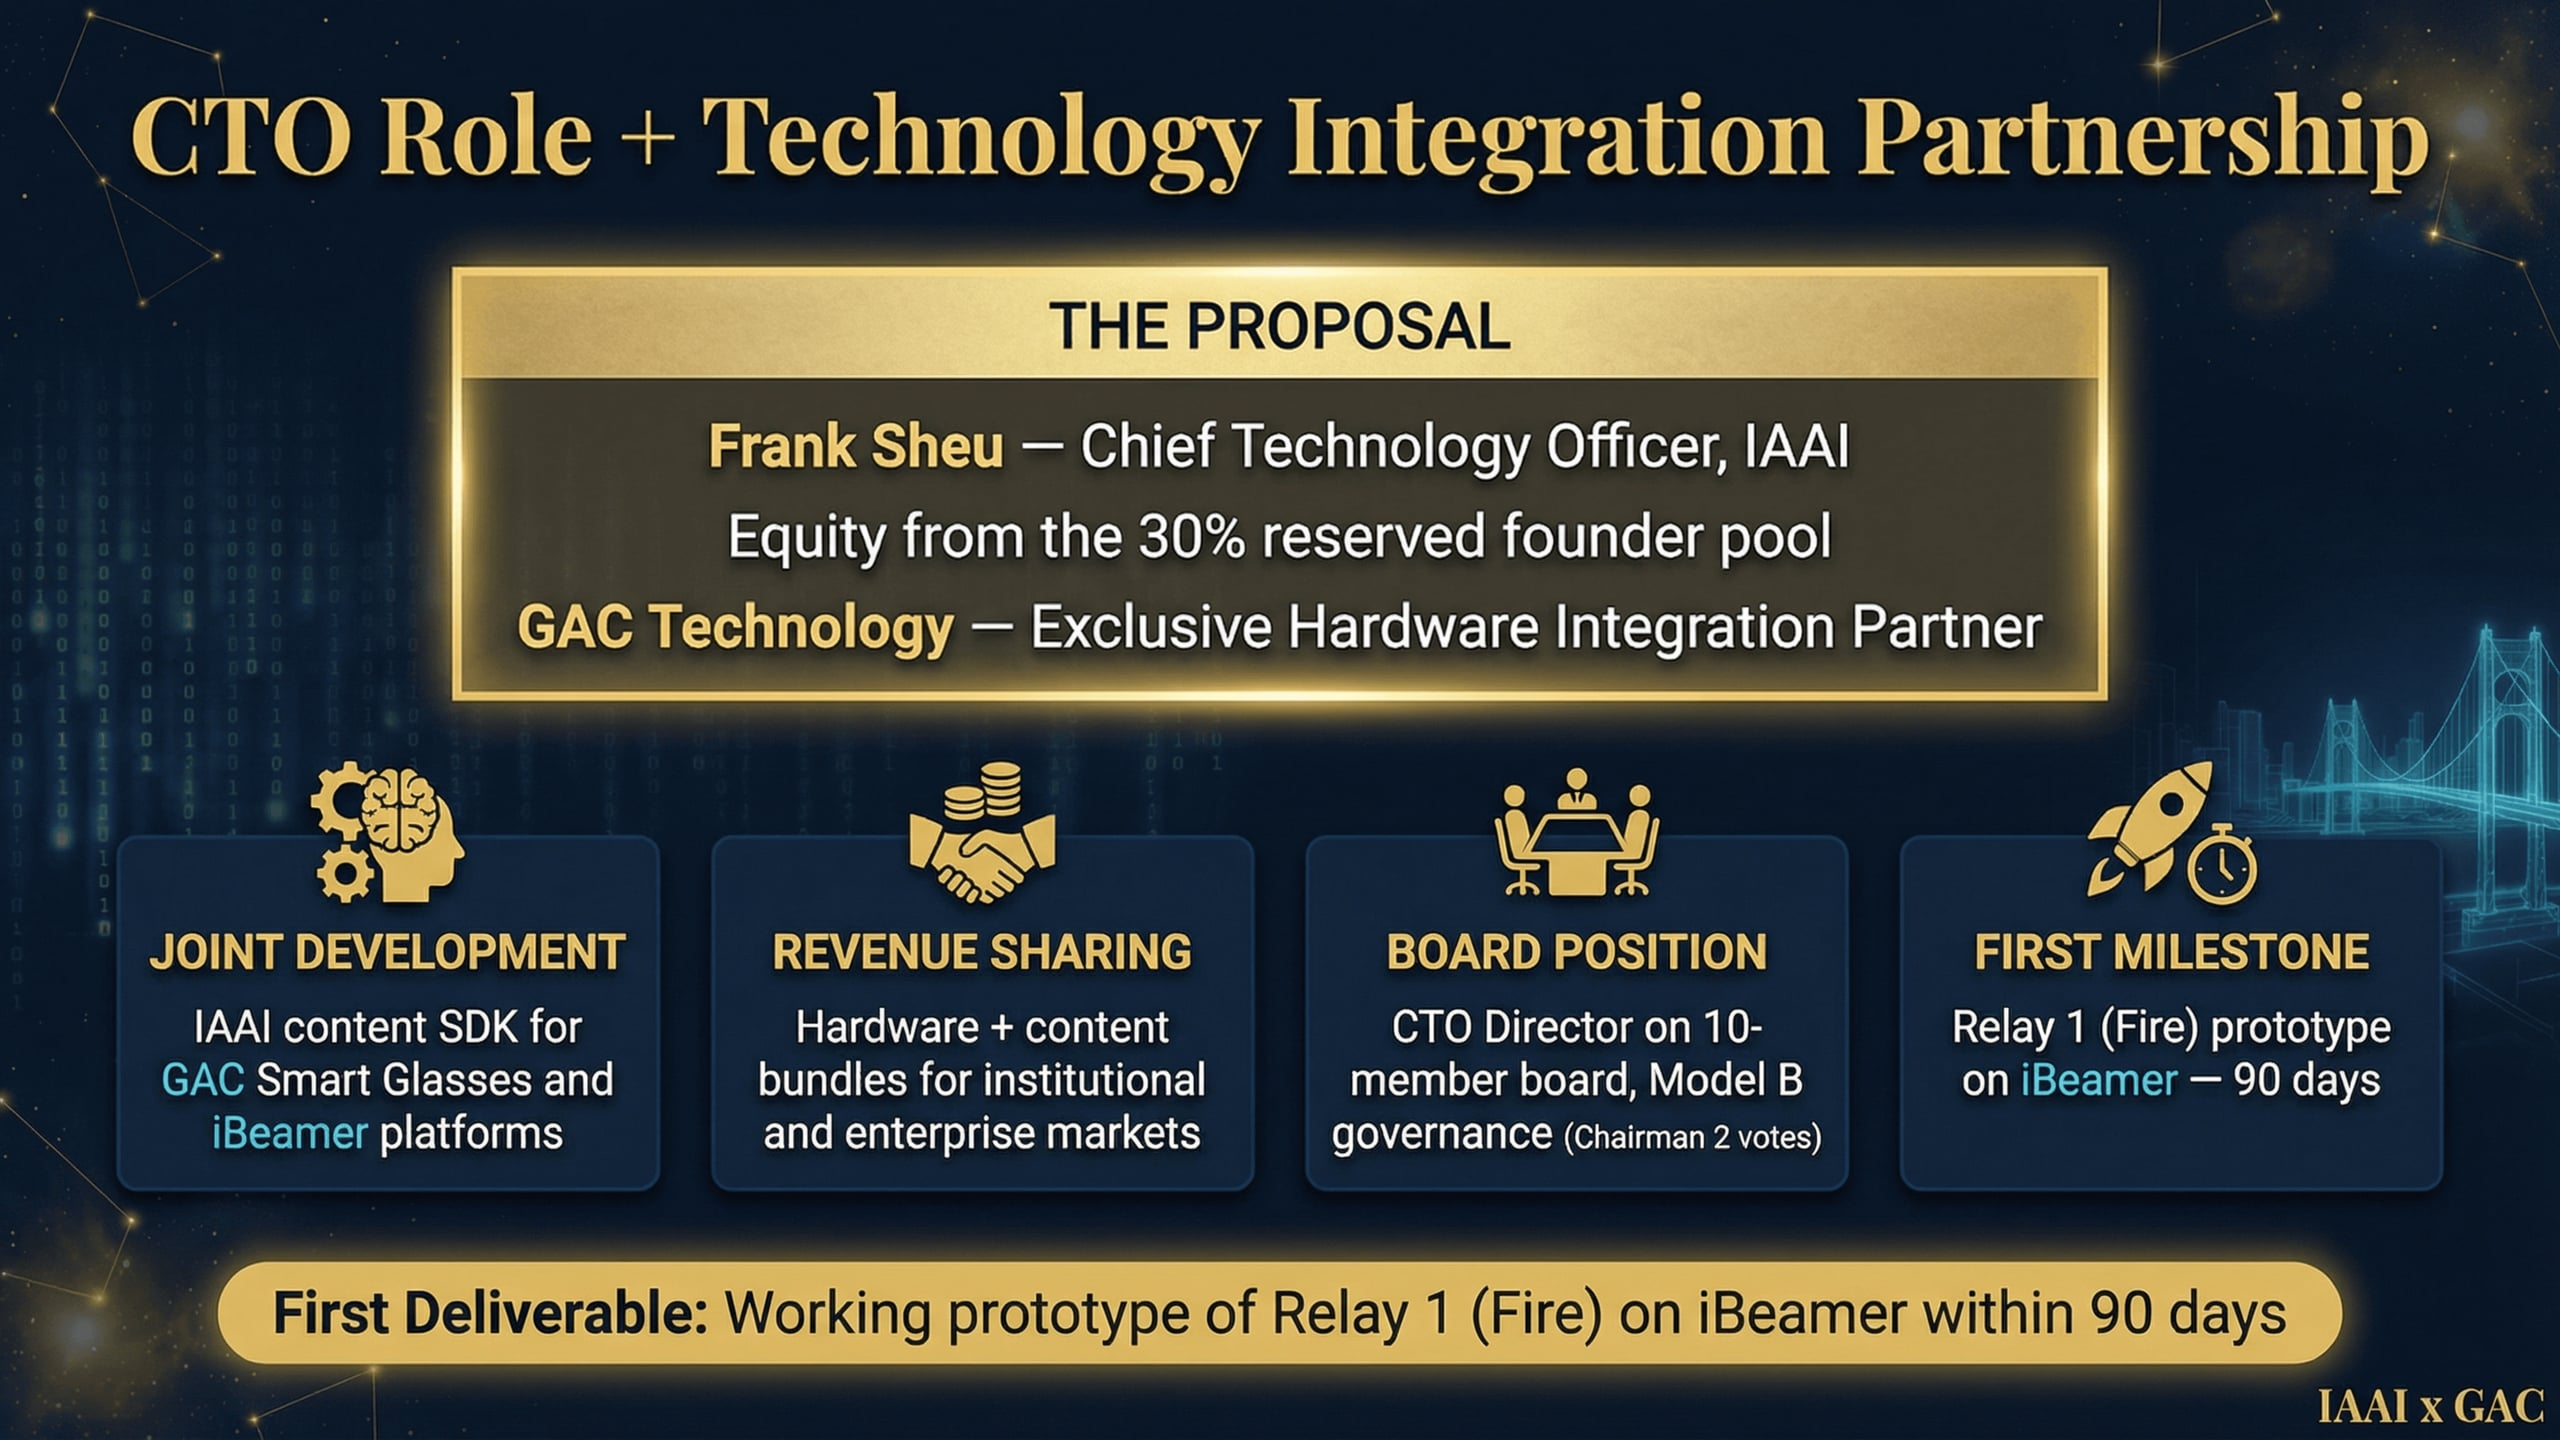 CTO Role + Technology Integration Partnership
THE PROPOSAL
Frank Sheu — Chief Technology Officer, IAAI
Equity from the 30% reserved founder pool
GAC Technology — Exclusive Hardware Integration Partner
JOINT DEVELOPMENT
IAAI content SDK for
GAC Smart Glasses and
iBeamer platforms
REVENUE SHARING
Hardware + content
bundles for institutional
and enterprise markets
BOARD POSITION
CTO Director on 10-
member board, Model B
governance (Chairman 2 votes)
FIRST MILESTONE
Relay 1 (Fire) prototype
on iBeamer — 90 days
First Deliverable: Working prototype of Relay 1 (Fire) on iBeamer within 90 days
IAAI x GAC